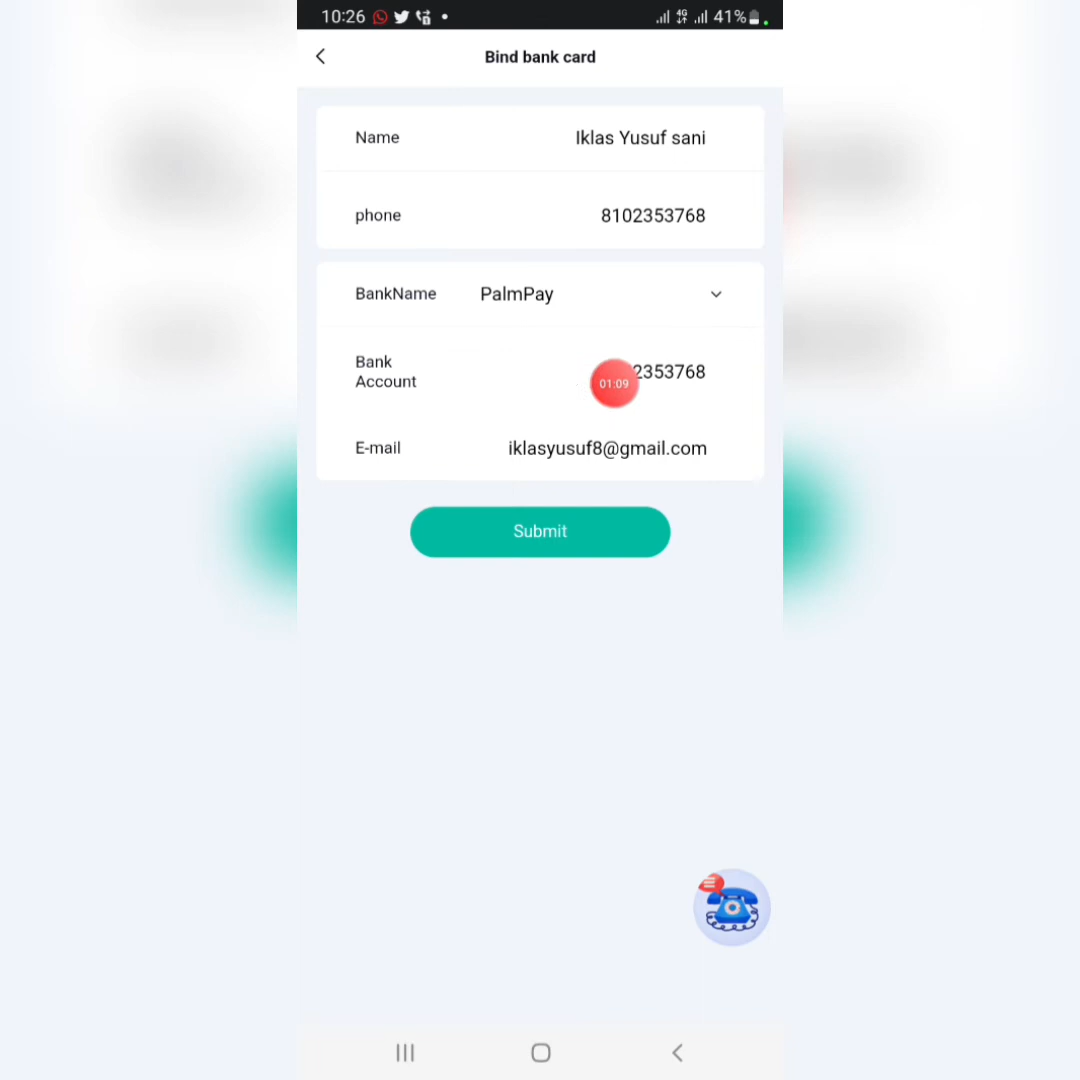 10:26 4G 41%
Bind bank card
Name Iklas Yusuf sani
phone 8102353768
BankName PalmPay
Bank
Account
01:09 2353768
E-mail iklasyusuf8@gmail.com
Submit